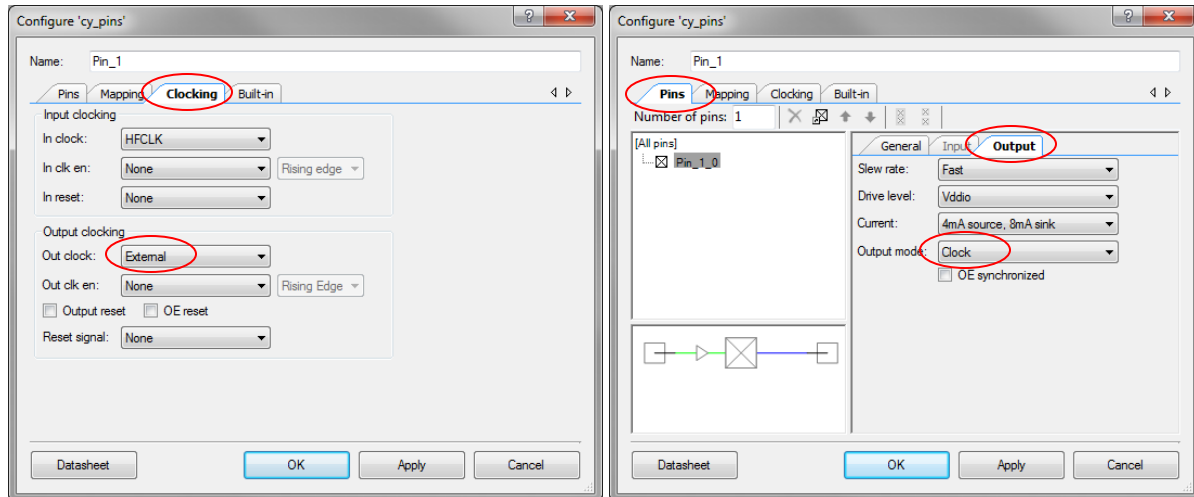 Configure 'cy_pins'
Name: Pin_1
Pins Mapping Clocking Built-in
Input clocking
In clock: HFCLK
In clk en: None Rising edge
In reset: None
Output clocking
Out clock: External
Out clk en: None Rising Edge
Output reset OE reset
Reset signal: None
Datasheet OK Apply Cancel
Configure 'cy_pins'
Name: Pin_1
Pins Mapping Clocking Built-in
Number of pins: 1
[All pins]
Pin_1_0
General Input Output
Slew rate: Fast
Drive level: Vddio
Current: 4mA source, 8mA sink
Output mode: Clock
OE synchronized
Datasheet OK Apply Cancel